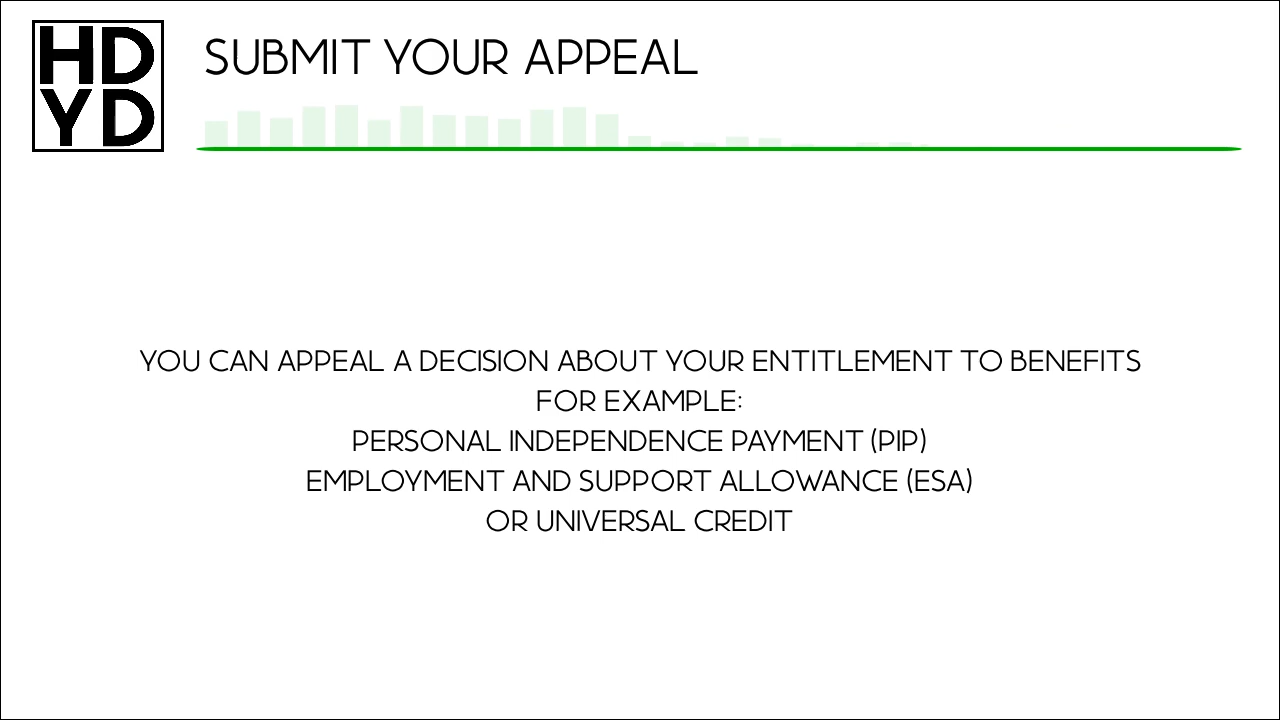 HD
YD
SUBMIT YOUR APPEAL
YOU CAN APPEAL A DECISION ABOUT YOUR ENTITLEMENT TO BENEFITS
FOR EXAMPLE:
PERSONAL INDEPENDENCE PAYMENT (PIP)
EMPLOYMENT AND SUPPORT ALLOWANCE (ESA)
OR UNIVERSAL CREDIT